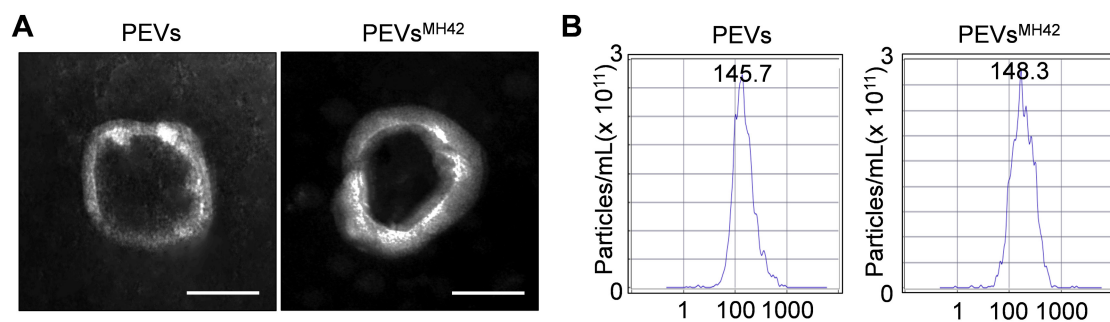 A
PEVs
PEVsMH42
B
PEVs
PEVsMH42
Particles/mL(x 10¹¹)
3
145.7
0
1 100 1000
Particles/mL(x 10¹¹)
3
148.3
0
1 100 1000